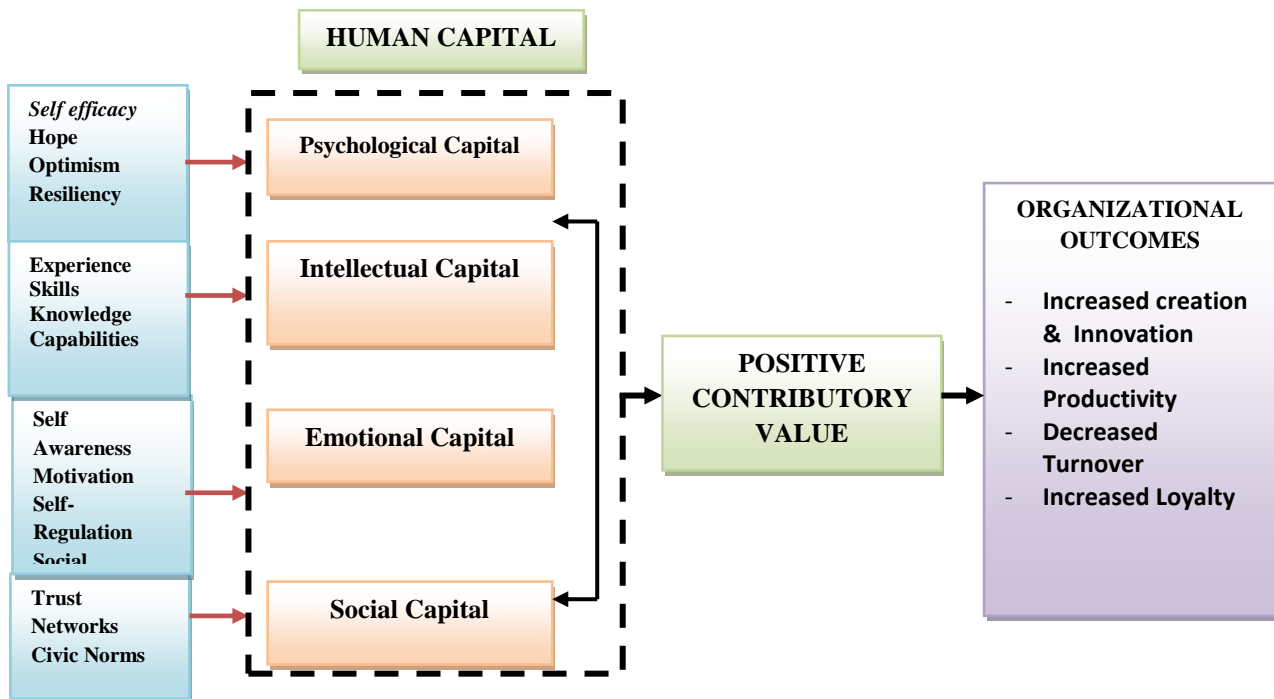 HUMAN CAPITAL
Self efficacy
Hope
Optimism
Resiliency
Experience
Skills
Knowledge
Capabilities
Self
Awareness
Motivation
Self-
Regulation
Social
Trust
Networks
Civic Norms
Psychological Capital
Intellectual Capital
Emotional Capital
Social Capital
POSITIVE
CONTRIBUTORY
VALUE
ORGANIZATIONAL
OUTCOMES
- Increased creation
& Innovation
- Increased
Productivity
- Decreased
Turnover
- Increased Loyalty